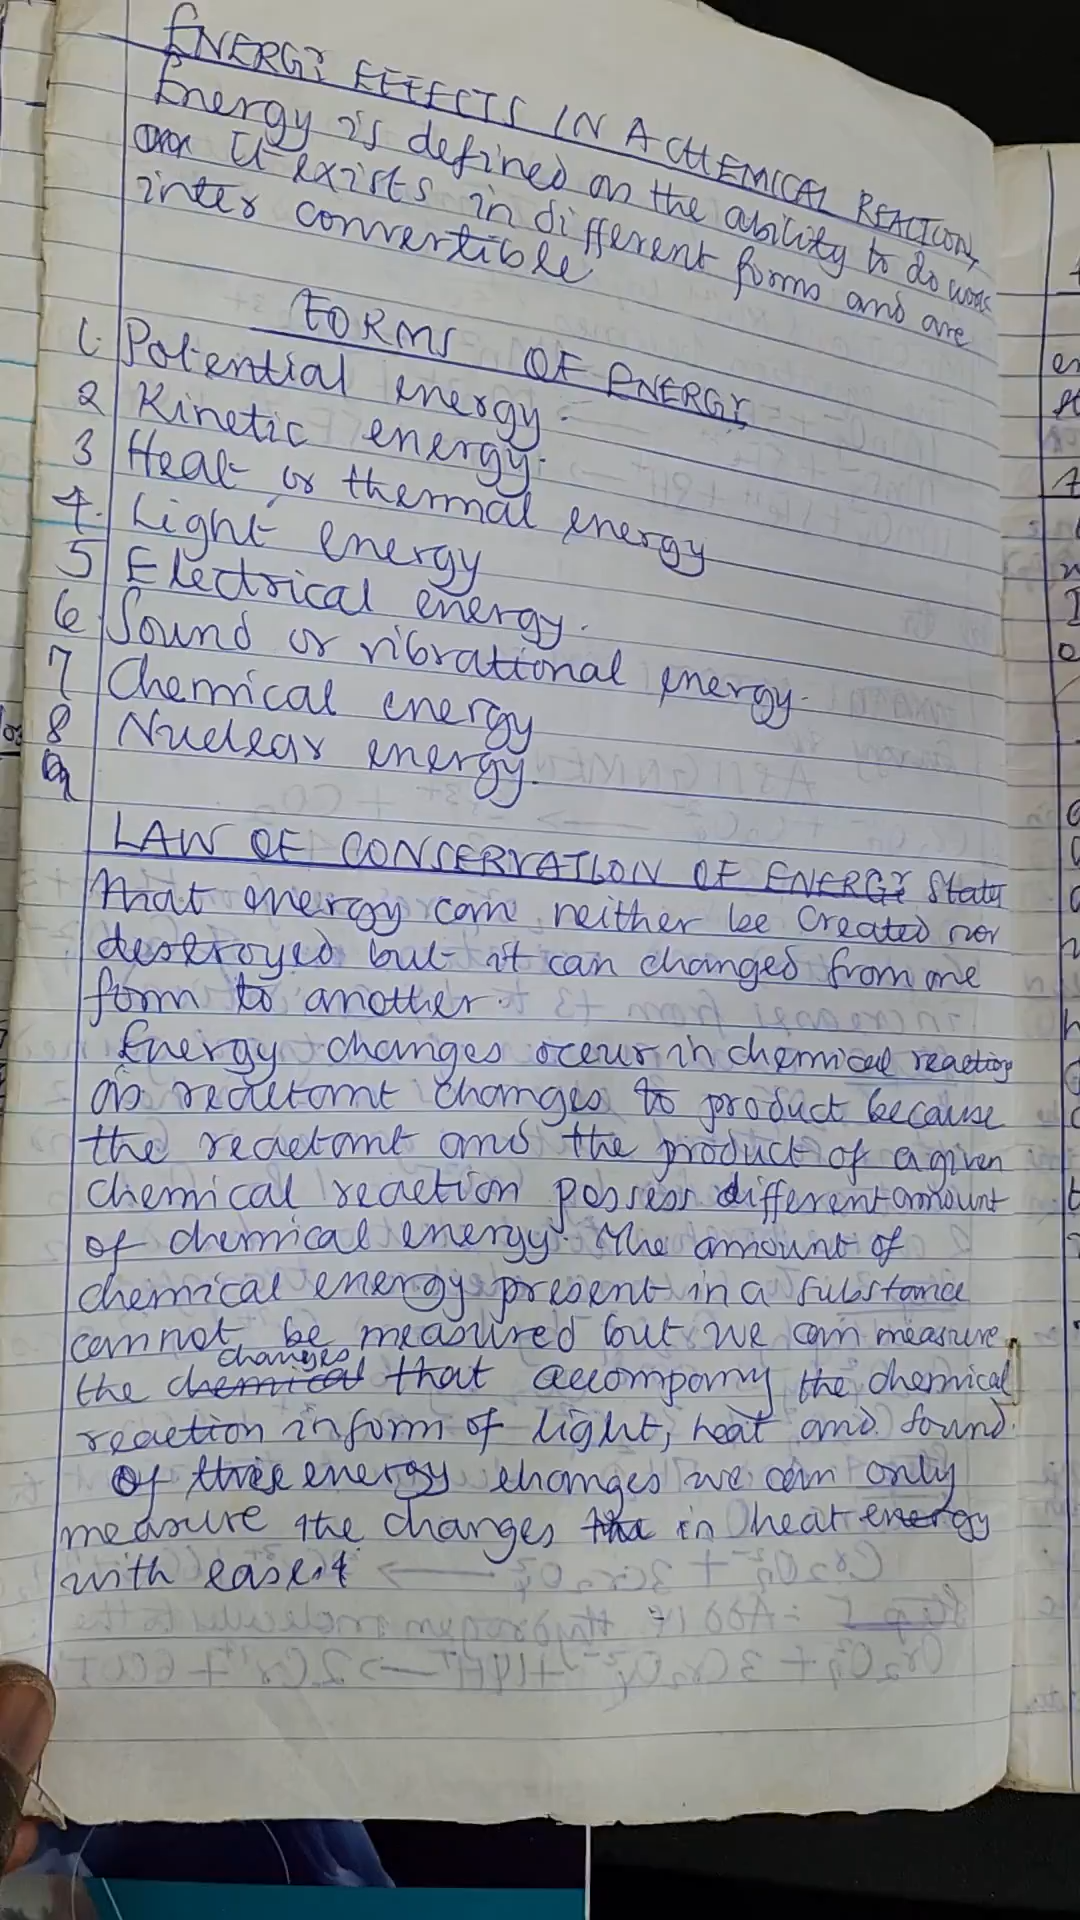 ENERGY EFFECTS IN A CHEMICAL REACTION,
Energy is defined as the ability to do work
It exists in different forms and are
inter convertible
FORMS OF ENERGY
1. Potential energy.
2 Kinetic energy.
3 Heat or thermal energy
4. Light energy
5 Electrical energy.
6 Sound or vibrational energy.
7 Chemical energy
8 Nuclear energy.
LAW OF CONSERVATION OF ENERGY States
that energy can neither be created nor
destroyed but it can changed from one
form to another.
Energy changes occur in chemical reaction
as reactant changes to product because
the reactant and the product of a given
chemical reaction possess different amount
of chemical energy. The amount of
chemical energy present in a substance
cannot be measured but we can measure
changes
the chemical that accompany the chemical
reaction in form of light, heat and sound.
Of energy changes we can only
measure the changes in heat energy
with ease.